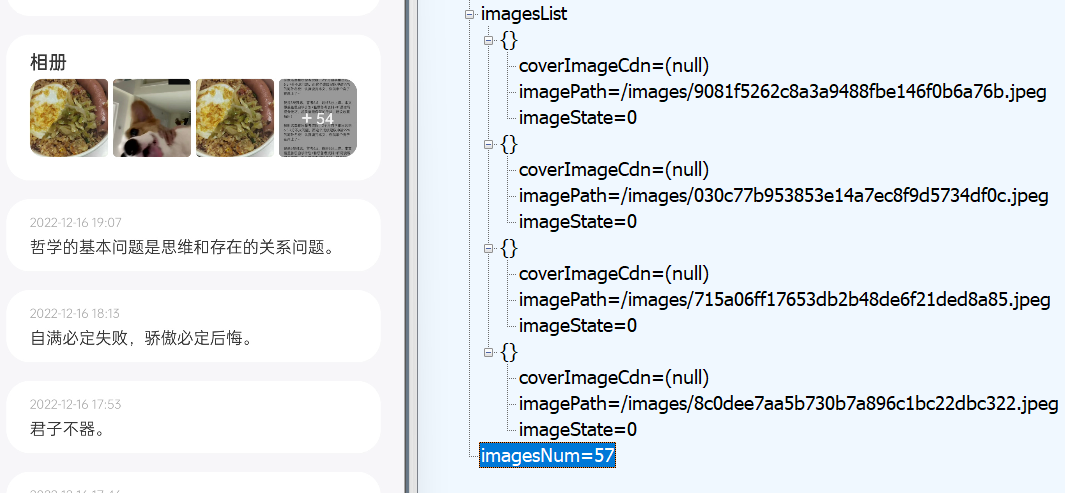 相册
+ 54
2022-12-16 19:07
哲学的基本问题是思维和存在的关系问题。
2022-12-16 18:13
自满必定失败，骄傲必定后悔。
2022-12-16 17:53
君子不器。
imagesList
{}
coverImageCdn=(null)
imagePath=/images/9081f5262c8a3a9488fbe146f0b6a76b.jpeg
imageState=0
{}
coverImageCdn=(null)
imagePath=/images/030c77b953853e14a7ec8f9d5734df0c.jpeg
imageState=0
{}
coverImageCdn=(null)
imagePath=/images/715a06ff17653db2b48de6f21ded8a85.jpeg
imageState=0
{}
coverImageCdn=(null)
imagePath=/images/8c0dee7aa5b730b7a896c1bc22dbc322.jpeg
imageState=0
imagesNum=57